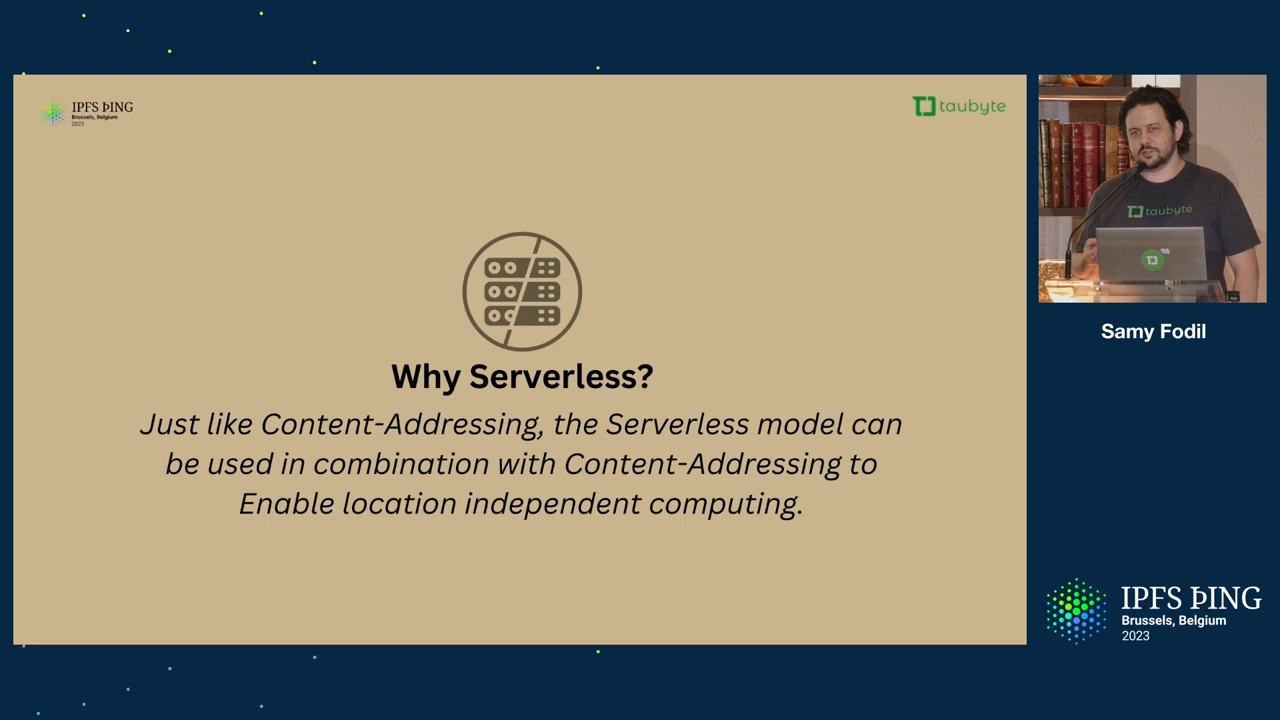 IPFS ÞING
Brussels, Belgium
2023
taubyte
Why Serverless?
Just like Content-Addressing, the Serverless model can
be used in combination with Content-Addressing to
Enable location independent computing.
taubyte
Samy Fodil
IPFS ÞING
Brussels, Belgium
2023